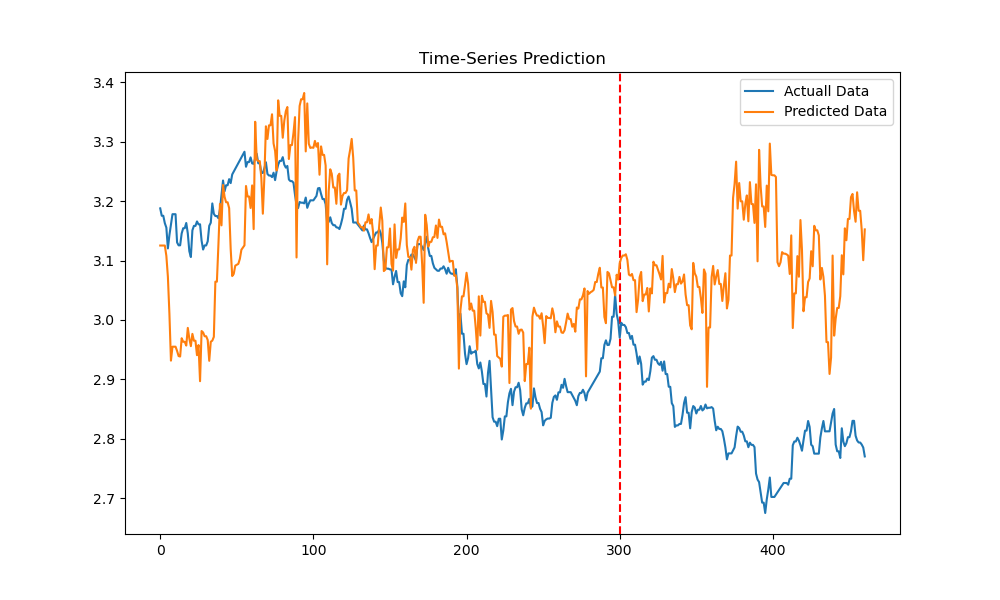 Time-Series Prediction
Actuall Data
Predicted Data
3.4
3.3
3.2
3.1
3.0
2.9
2.8
2.7
0 100 200 300 400